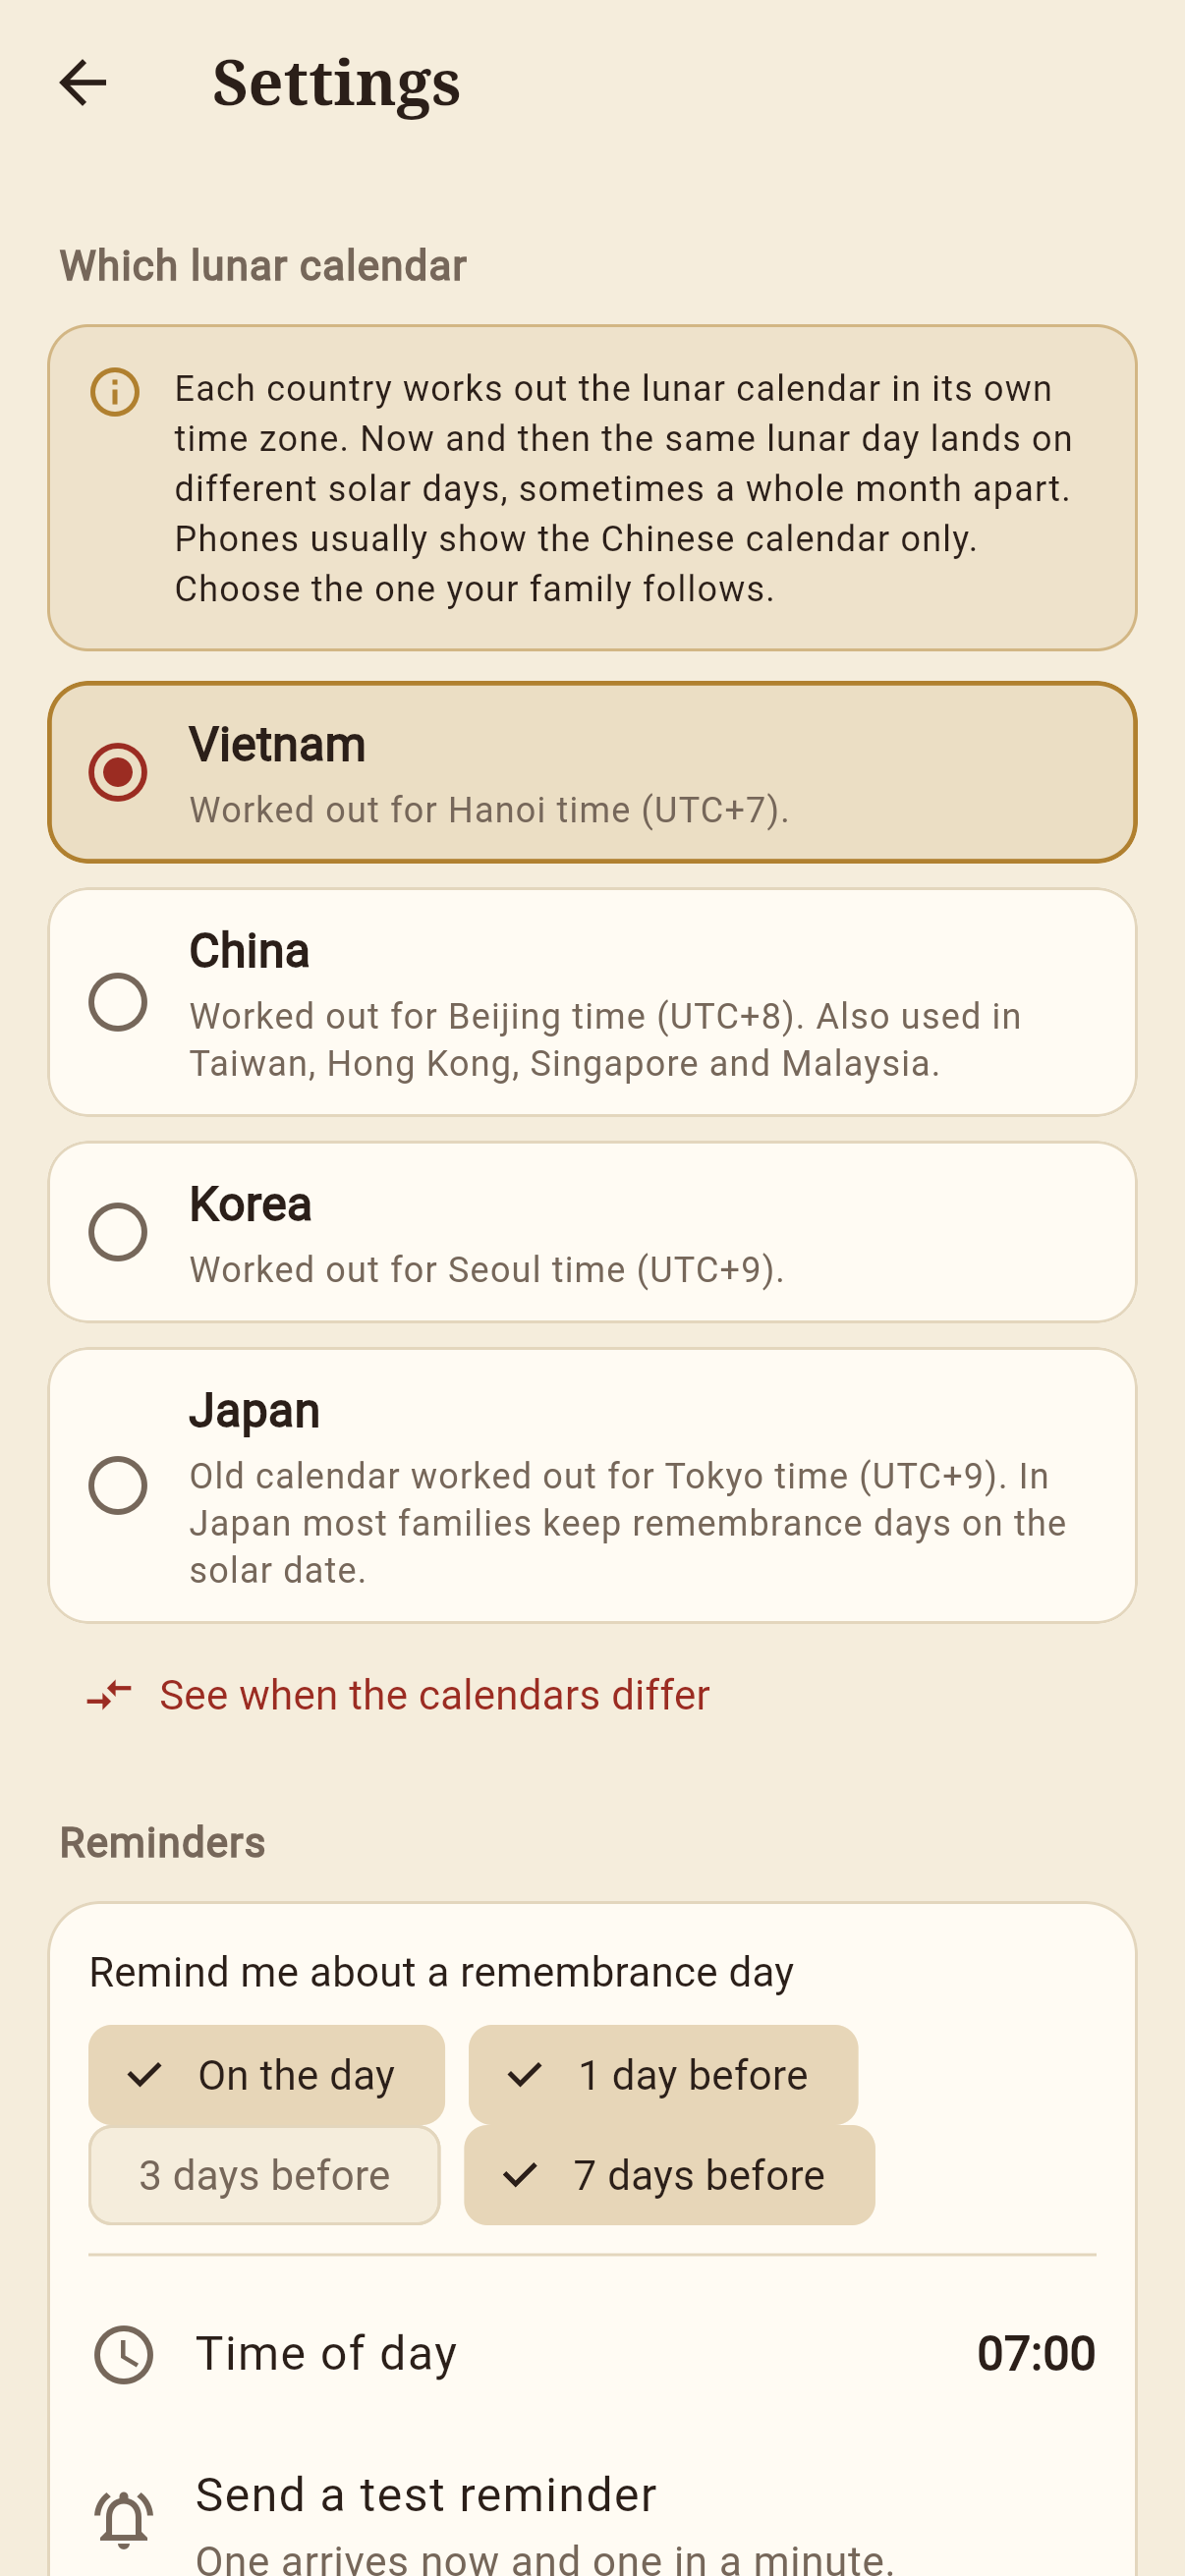 Settings
Which lunar calendar
Each country works out the lunar calendar in its own
time zone. Now and then the same lunar day lands on
different solar days, sometimes a whole month apart.
Phones usually show the Chinese calendar only.
Choose the one your family follows.
Vietnam
Worked out for Hanoi time (UTC+7).
China
Worked out for Beijing time (UTC+8). Also used in
Taiwan, Hong Kong, Singapore and Malaysia.
Korea
Worked out for Seoul time (UTC+9).
Japan
Old calendar worked out for Tokyo time (UTC+9). In
Japan most families keep remembrance days on the
solar date.
See when the calendars differ
Reminders
Remind me about a remembrance day
On the day 1 day before
3 days before 7 days before
Time of day 07:00
Send a test reminder
One arrives now and one in a minute.